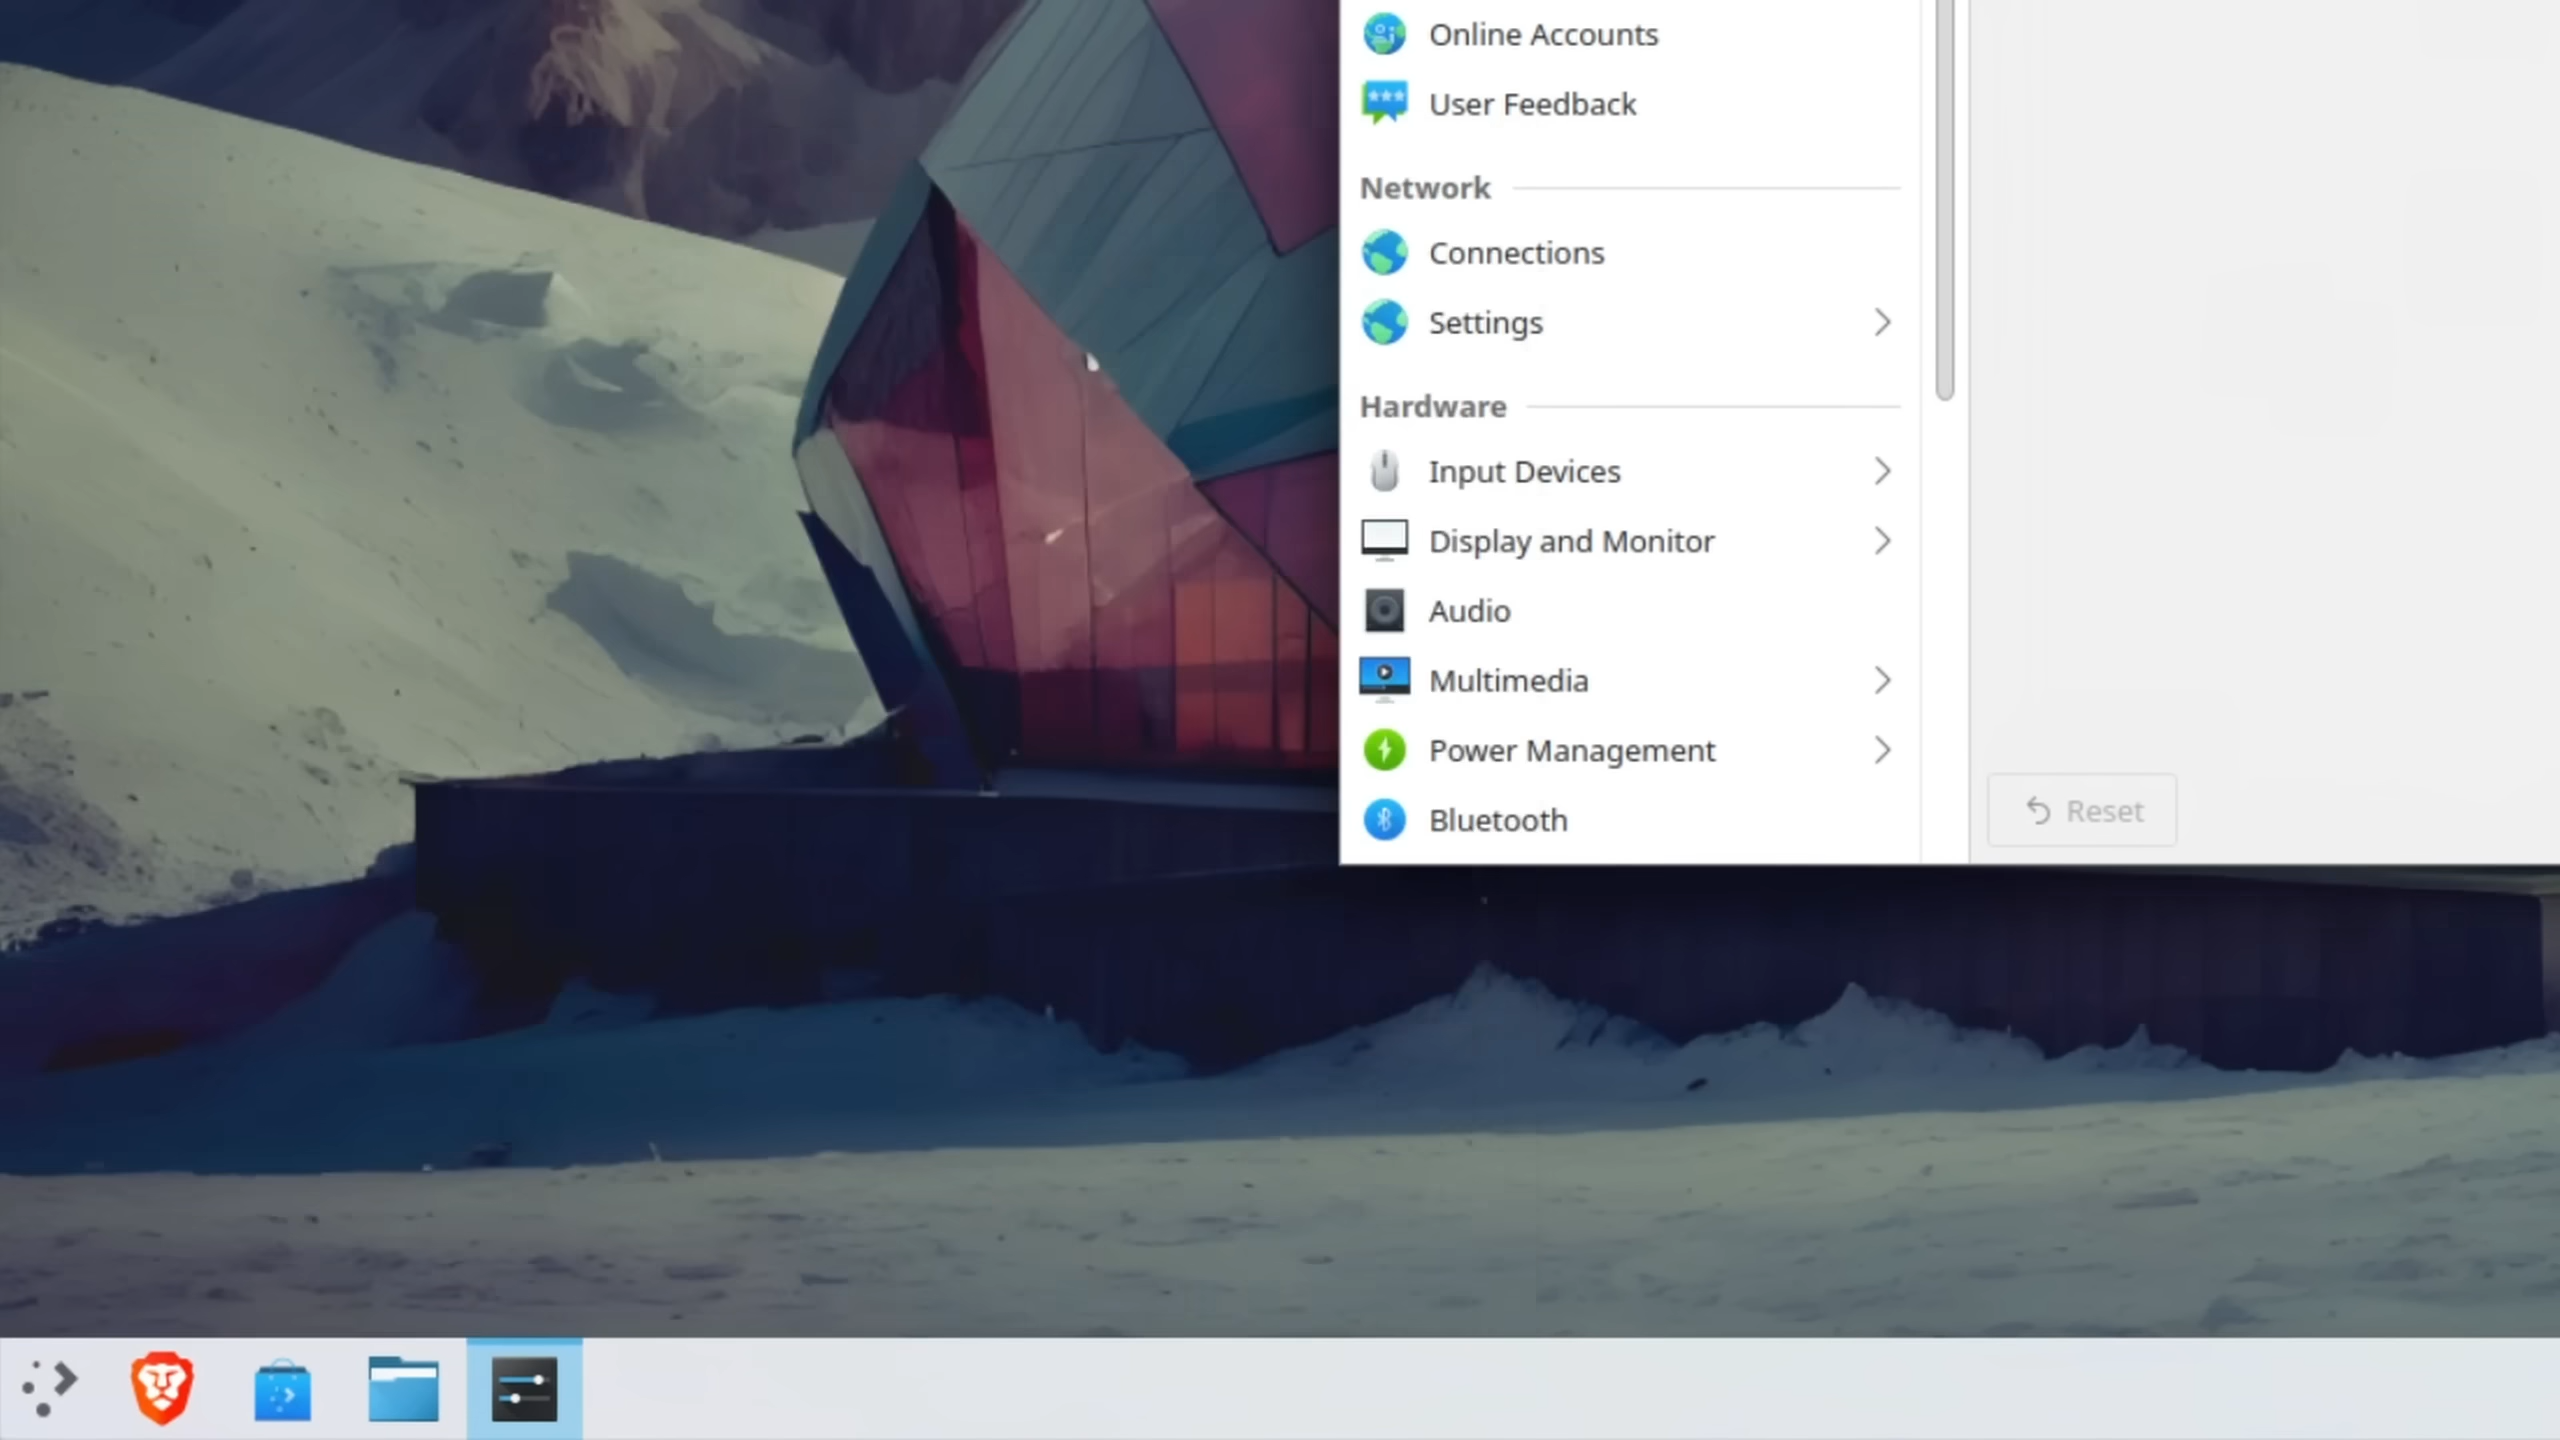 Online Accounts
User Feedback
Network
Connections
Settings
Hardware
Input Devices
Display and Monitor
Audio
Multimedia
Power Management
Bluetooth
Reset